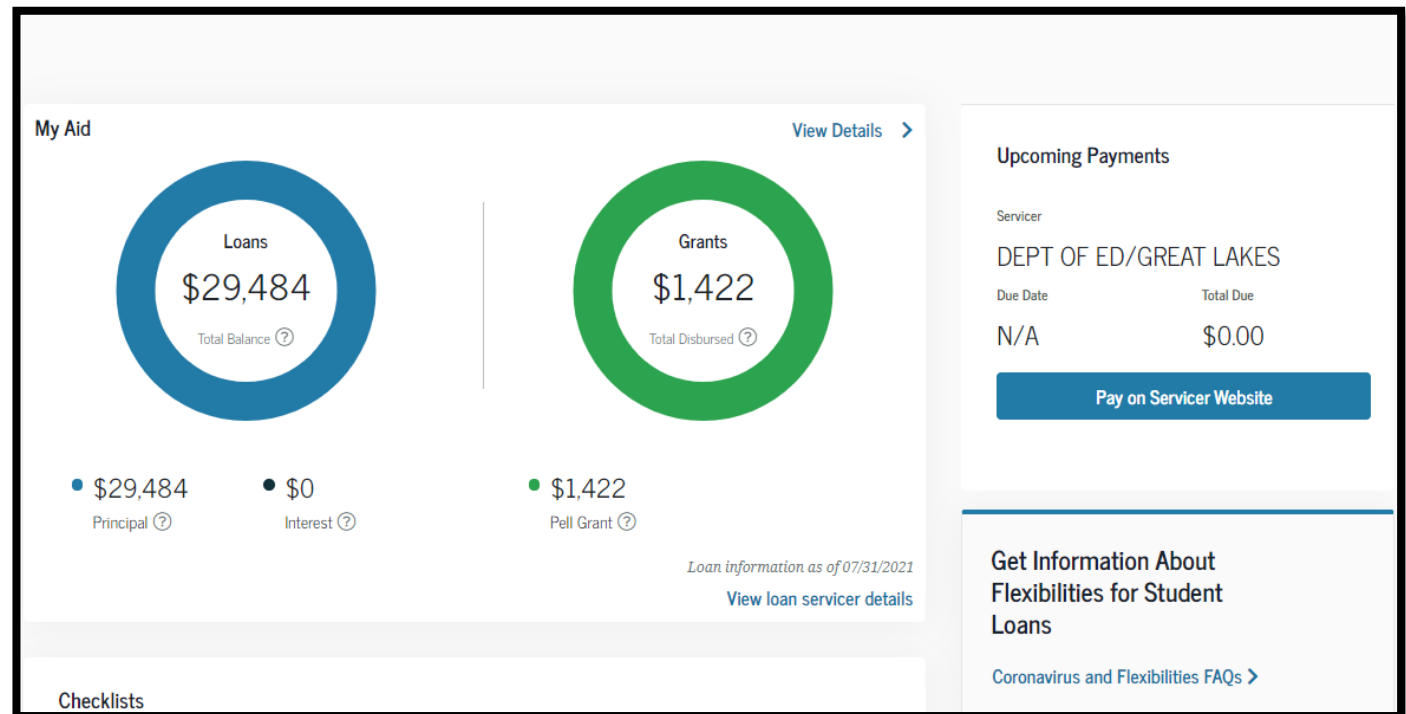 My Aid
View Details
Loans
$29,484
Total Balance ?
Grants
$1,422
Total Disbursed ?
$29,484
Principal ?
$0
Interest ?
$1,422
Pell Grant ?
Loan information as of 07/31/2021
View loan servicer details
Checklists
Upcoming Payments
Servicer
DEPT OF ED/GREAT LAKES
Due Date
Total Due
N/A
$0.00
Pay on Servicer Website
Get Information About
Flexibilities for Student
Loans
Coronavirus and Flexibilities FAQs